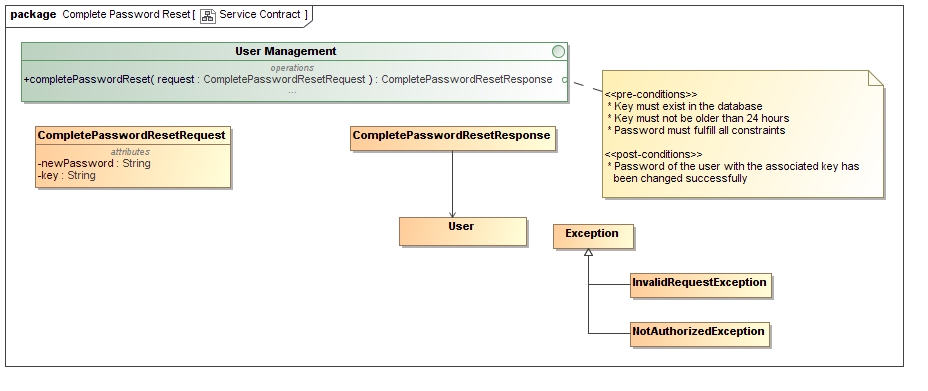 package Complete Password Reset [ Service Contract ]
User Management
operations
+completePasswordReset( request : CompletePasswordResetRequest ) : CompletePasswordResetResponse
...
<<pre-conditions>>
* Key must exist in the database
* Key must not be older than 24 hours
* Password must fulfill all constraints
<<post-conditions>>
* Password of the user with the associated key has
been changed successfully
CompletePasswordResetRequest
attributes
-newPassword : String
-key : String
CompletePasswordResetResponse
User
Exception
InvalidRequestException
NotAuthorizedException